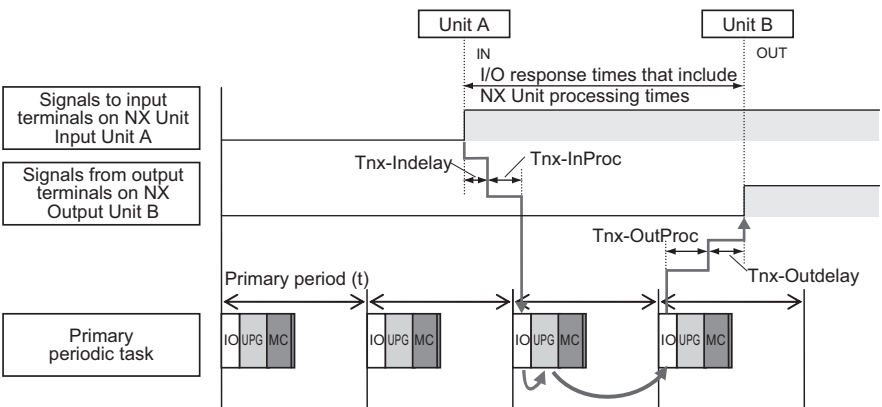 Unit A
Unit B
IN
OUT
I/O response times that include
NX Unit processing times
Signals to input
terminals on NX Unit
Input Unit A
Tnx-Indelay
Tnx-InProc
Signals from output
terminals on NX
Output Unit B
Tnx-OutProc
Tnx-Outdelay
Primary period (t)
Primary
periodic task
IO UPG MC
IO UPG MC
IO UPG MC
IO UPG MC